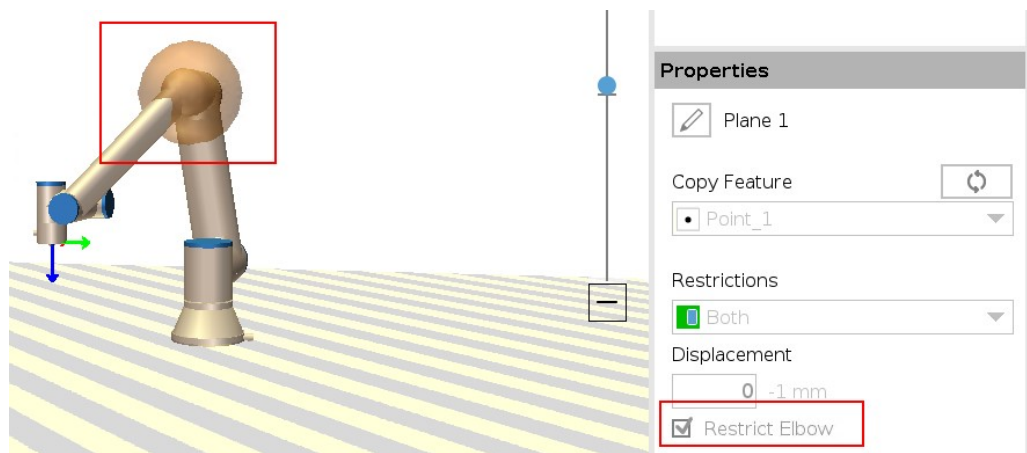 Properties
Plane 1
Copy Feature
Point_1
Restrictions
Both
Displacement
0 -1 mm
Restrict Elbow